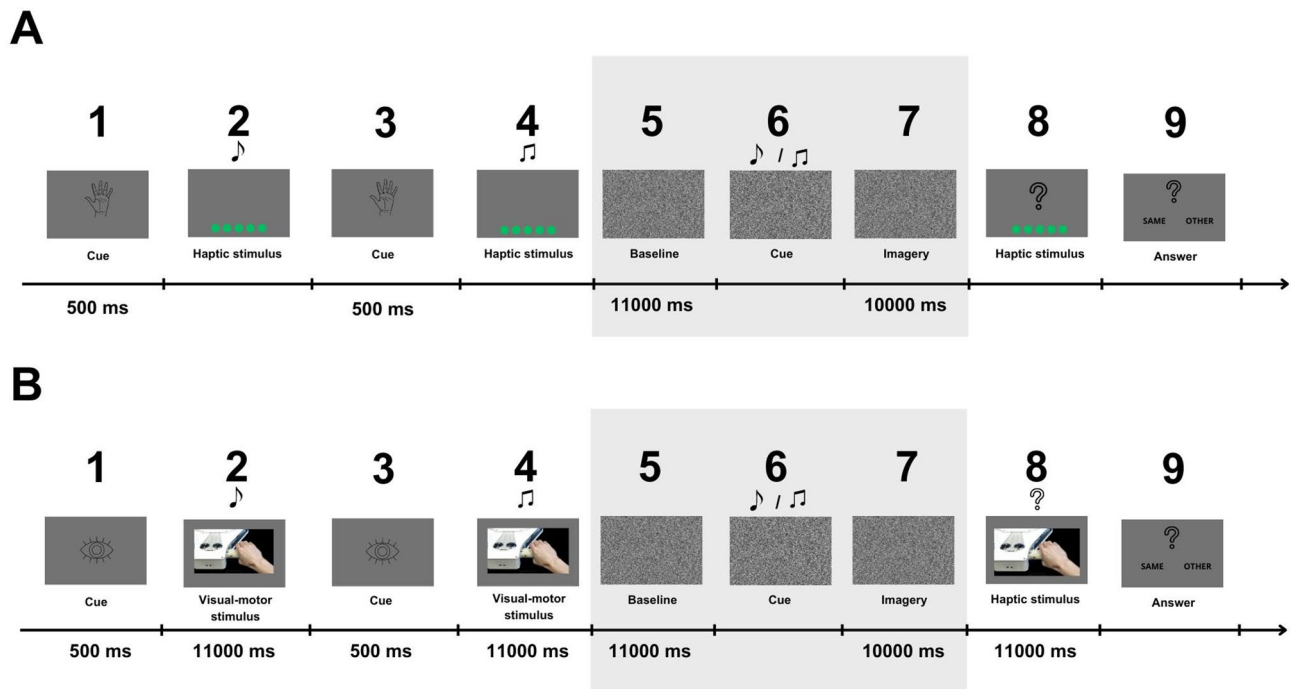 A
1 2 3 4 5 6 7 8 9
♪ ♫ ♪ / ♫
? ?
SAME OTHER
Cue Haptic stimulus Cue Haptic stimulus Baseline Cue Imagery Haptic stimulus Answer
500 ms 500 ms 11000 ms 10000 ms
B
1 2 3 4 5 6 7 8 9
♪ ♫ ♪ / ♫ ?
?
SAME OTHER
Cue Visual-motor Cue Visual-motor Baseline Cue Imagery Haptic stimulus Answer
stimulus stimulus
500 ms 11000 ms 500 ms 11000 ms 11000 ms 10000 ms 11000 ms